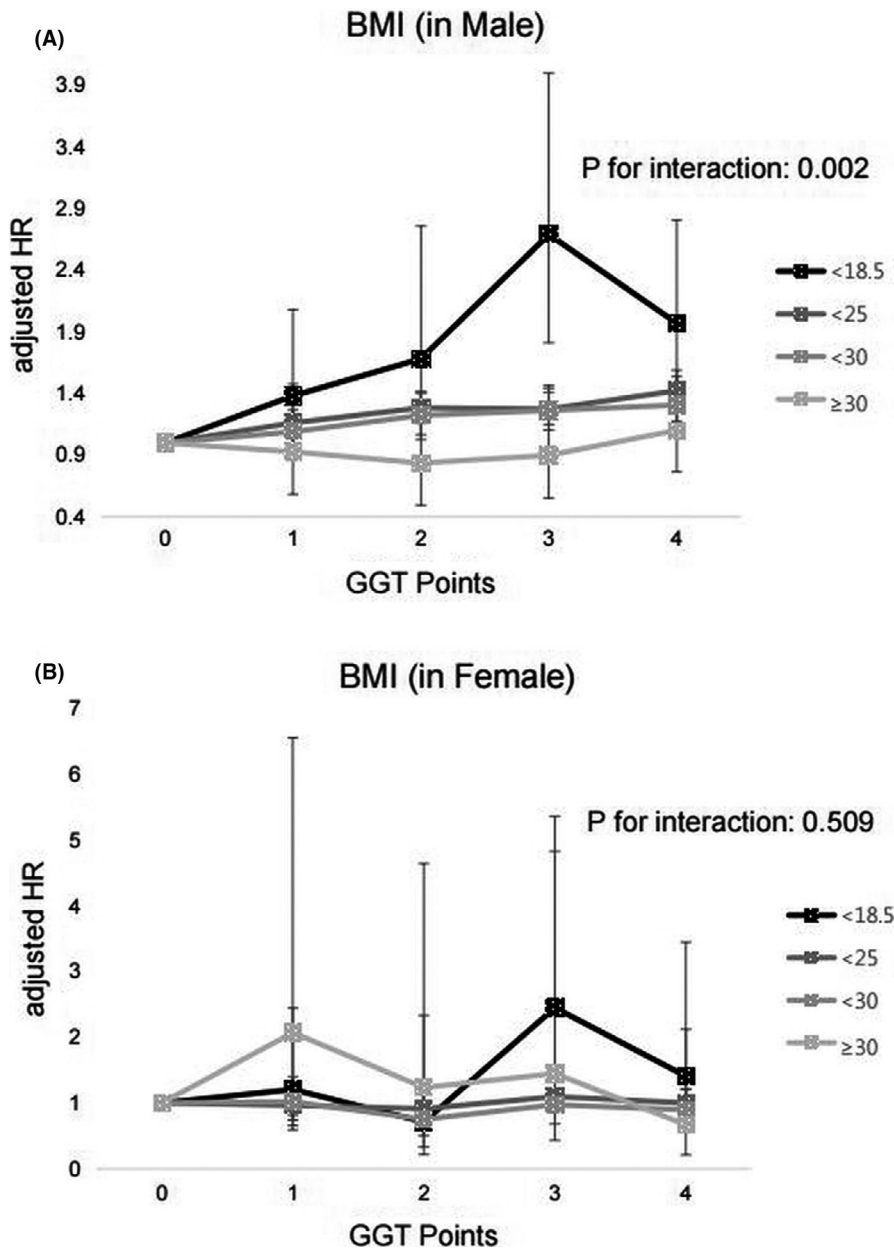 (A)
BMI (in Male)
3.9
3.4
2.9
2.4
1.9
1.4
0.9
0.4
adjusted HR
P for interaction: 0.002
<18.5
<25
<30
≥30
0 1 2 3 4
GGT Points
(B)
BMI (in Female)
7
6
5
4
3
2
1
0
adjusted HR
P for interaction: 0.509
<18.5
<25
<30
≥30
0 1 2 3 4
GGT Points